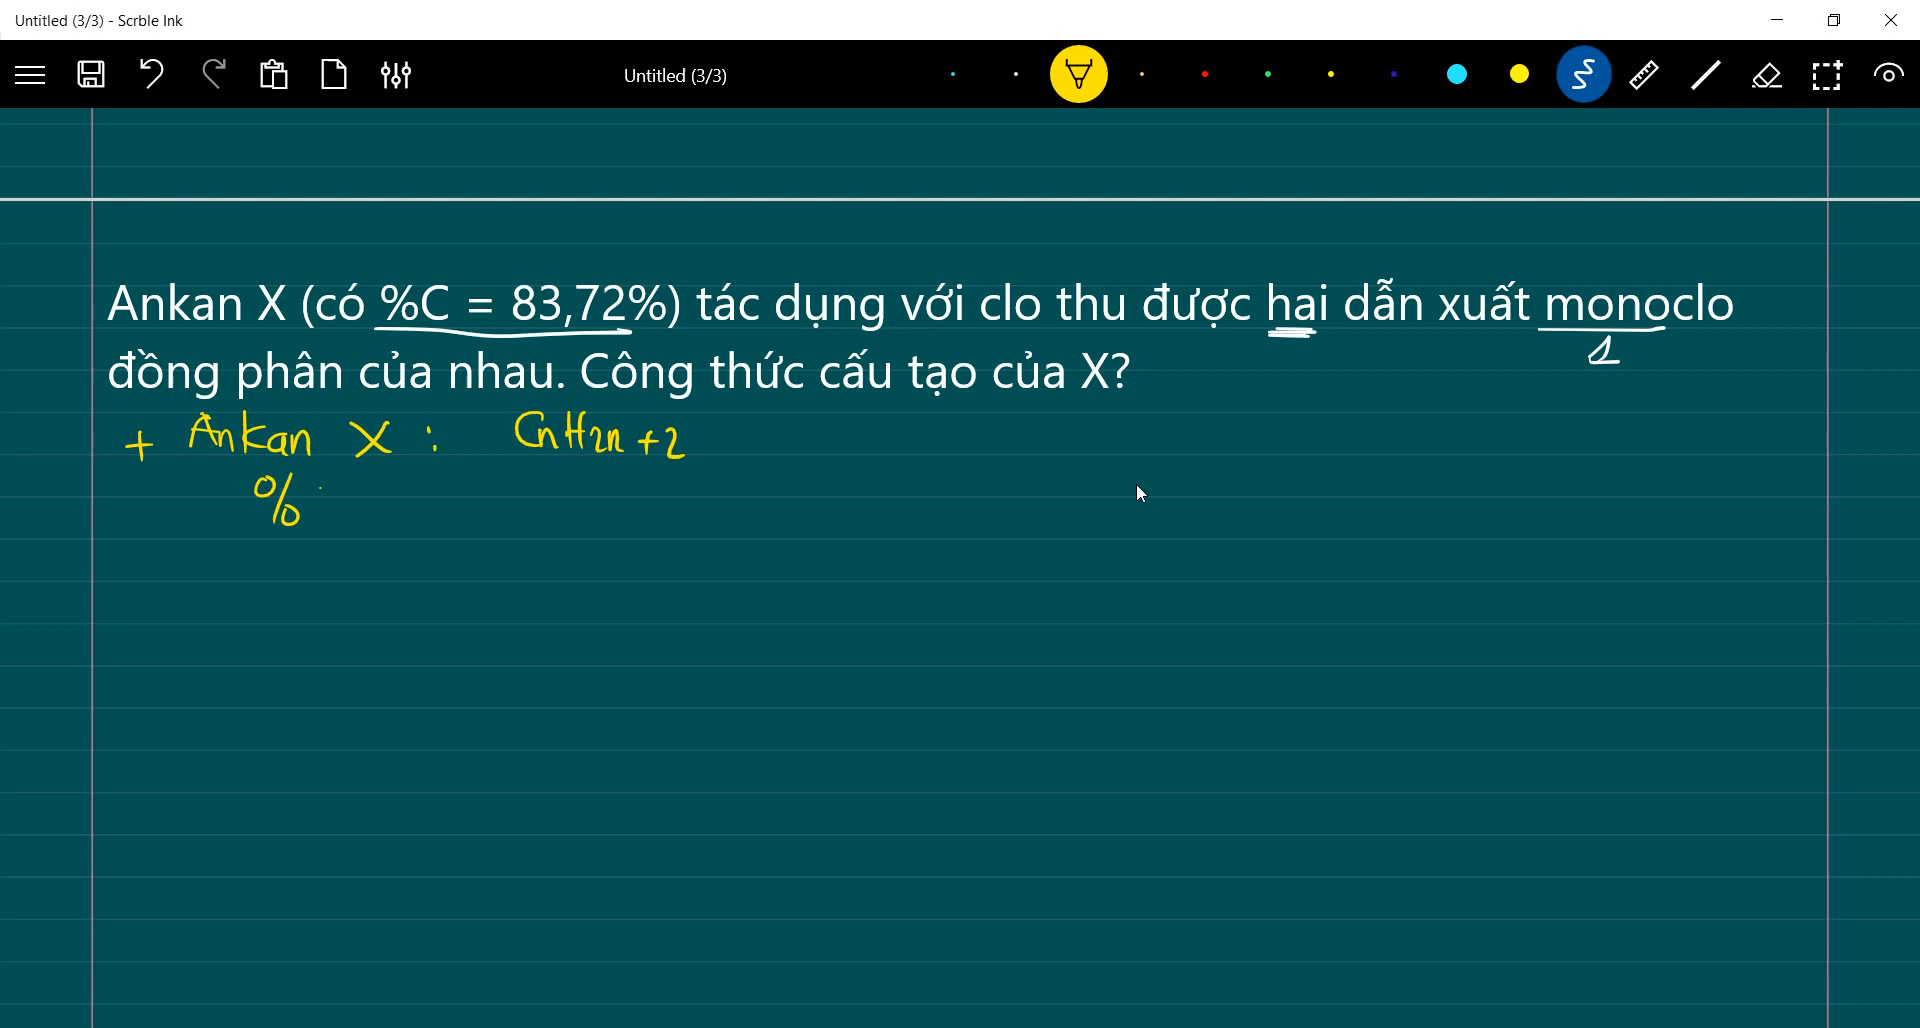 Untitled (3/3) - Scrble Ink
Untitled (3/3)
Ankan X (có %C = 83,72%) tác dụng với clo thu được hai dẫn xuất monoclo
1
đồng phân của nhau. Công thức cấu tạo của X?
+ Ankan X : CnH2n+2
%